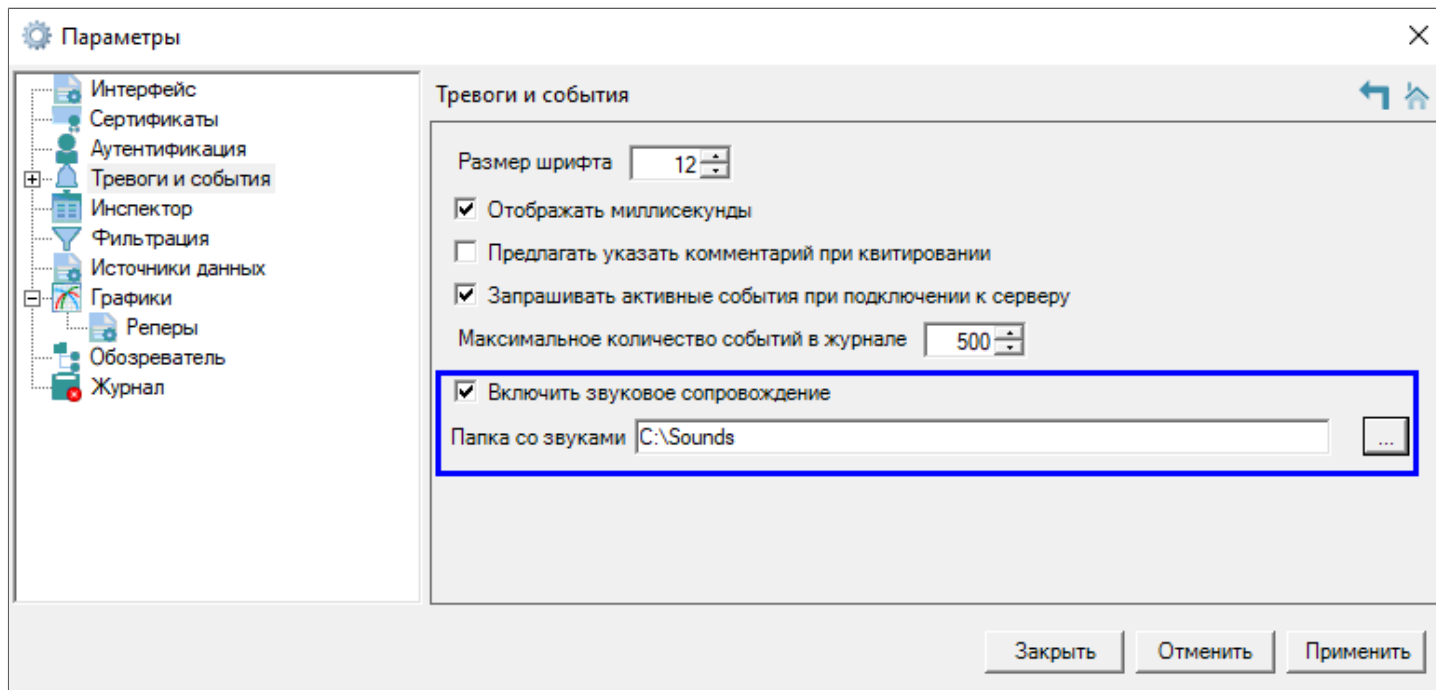 Параметры
Интерфейс
Сертификаты
Аутентификация
Тревоги и события
Инспектор
Фильтрация
Источники данных
Графики
Реперы
Обозреватель
Журнал
Тревоги и события
Размер шрифта 12
Отображать миллисекунды
Предлагать указать комментарий при квитировании
Запрашивать активные события при подключении к серверу
Максимальное количество событий в журнале 500
Включить звуковое сопровождение
Папка со звуками C:\Sounds ...
Закрыть Отменить Применить